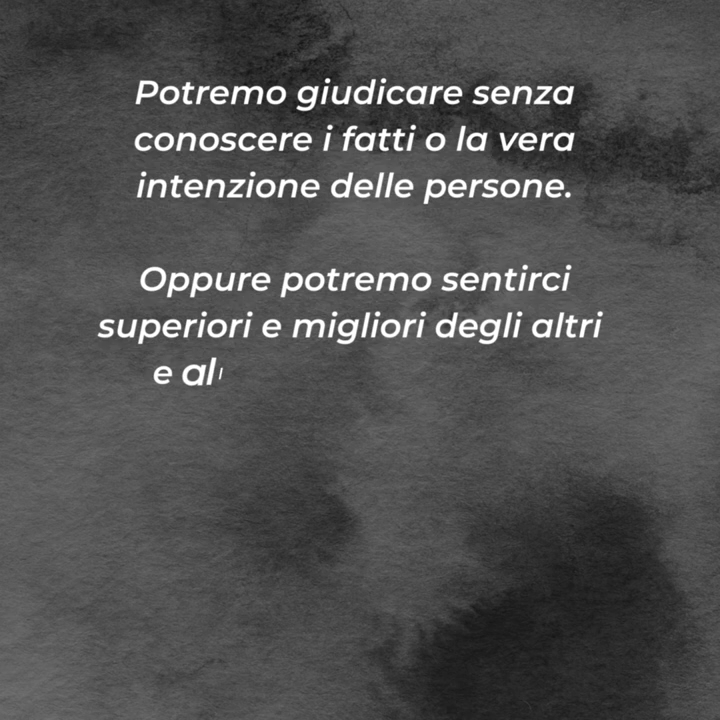 Potremo giudicare senza
conoscere i fatti o la vera
intenzione delle persone.
Oppure potremo sentirci
superiori e migliori degli altri
e al